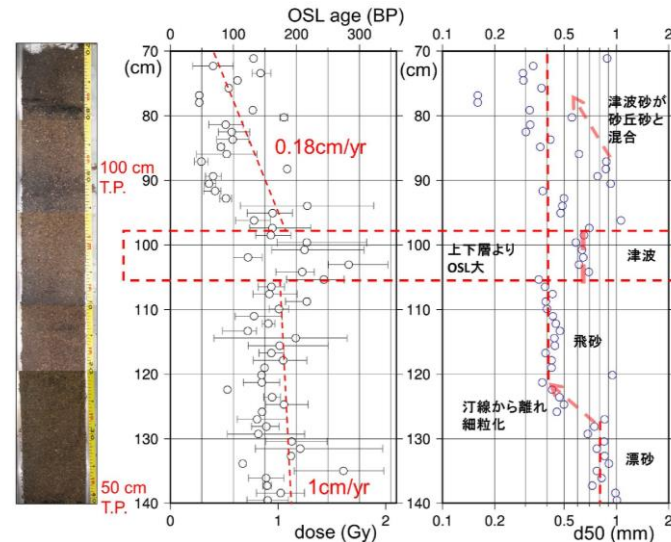 OSL age (BP)
0 100 200 300
0.1 0.2 0.5 1 2
70
(cm)
80
90
100
110
120
130
140
70
(cm)
80
90
100
110
120
130
140
100 cm
T.P.
50 cm
T.P.
0.18cm/yr
1cm/yr
津波砂が
砂丘砂と
混合
上下層より
OSL大
津波
飛砂
汀線から離れ
細粒化
漂砂
0 1 2
dose (Gy)
0.1 0.2 0.5 1 2
d50 (mm)